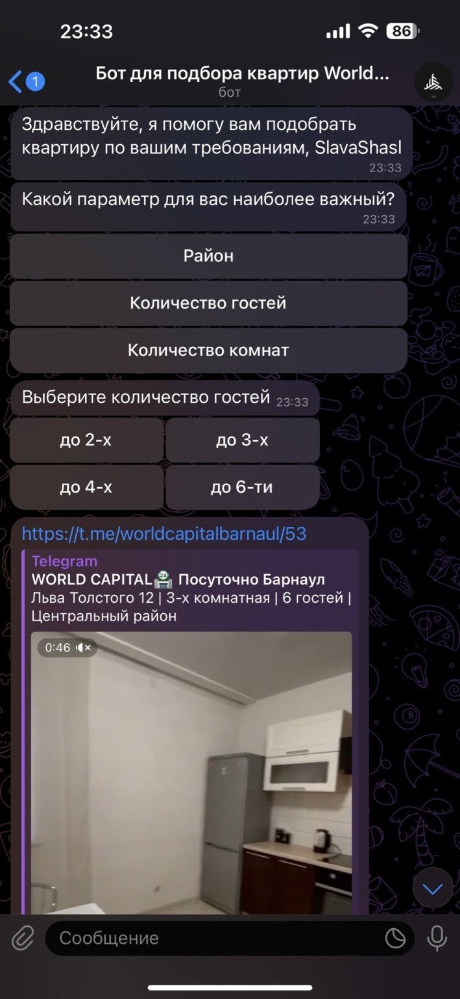 23:33
86
1
Бот для подбора квартир World...
бот
Здравствуйте, я помогу вам подобрать
квартиру по вашим требованиям, SlavaShasl
23:33
Какой параметр для вас наиболее важный?
23:33
Район
Количество гостей
Количество комнат
Выберите количество гостей 23:33
до 2-х
до 3-х
до 4-х
до 6-ти
https://t.me/worldcapitalbarnaul/53
Telegram
WORLD CAPITAL🏪 Посуточно Барнаул
Льва Толстого 12 | 3-х комнатная | 6 гостей |
Центральный район
0:46
Сообщение